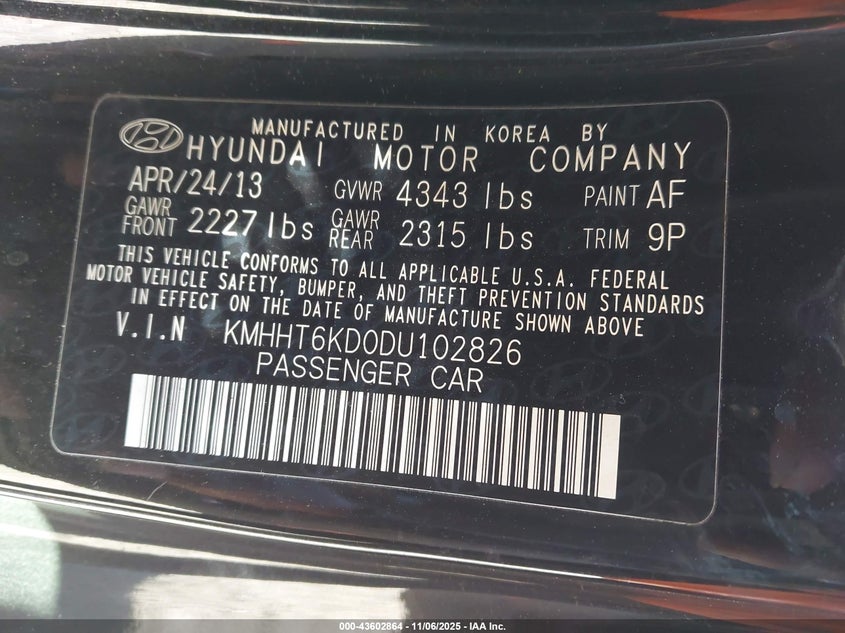 MANUFACTURED IN KOREA BY
HYUNDAI MOTOR COMPANY
APR/24/13 GVWR 4343 lbs PAINT AF
GAWR FRONT 2227 lbs GAWR REAR 2315 lbs TRIM 9P
THIS VEHICLE CONFORMS TO ALL APPLICABLE U.S.A. FEDERAL
MOTOR VEHICLE SAFETY, BUMPER, AND THEFT PREVENTION STANDARDS
IN EFFECT ON THE DATE OF MANUFACTURE SHOWN ABOVE
V.I.N KMHHT6KD0DU102826
PASSENGER CAR
000-43602864 - 11/06/2025 - IAA Inc.